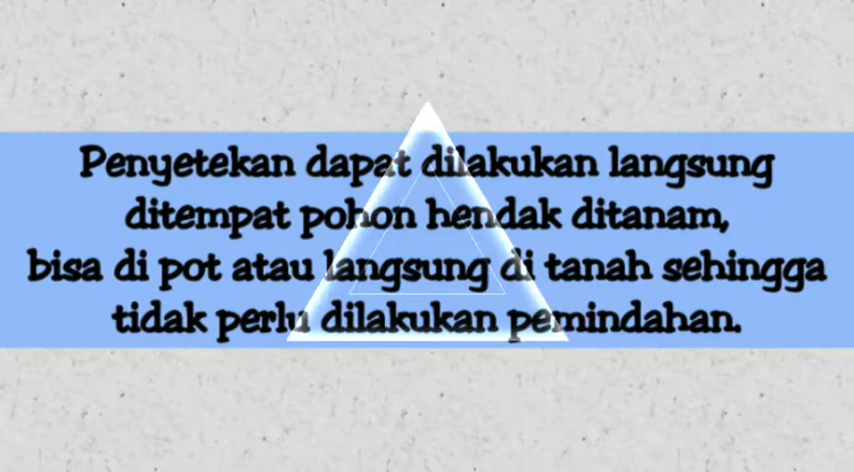 Penyetekan dapat dilakukan langsung
ditempat pohon hendak ditanam,
bisa di pot atau langsung di tanah sehingga
tidak perlu dilakukan pemindahan.